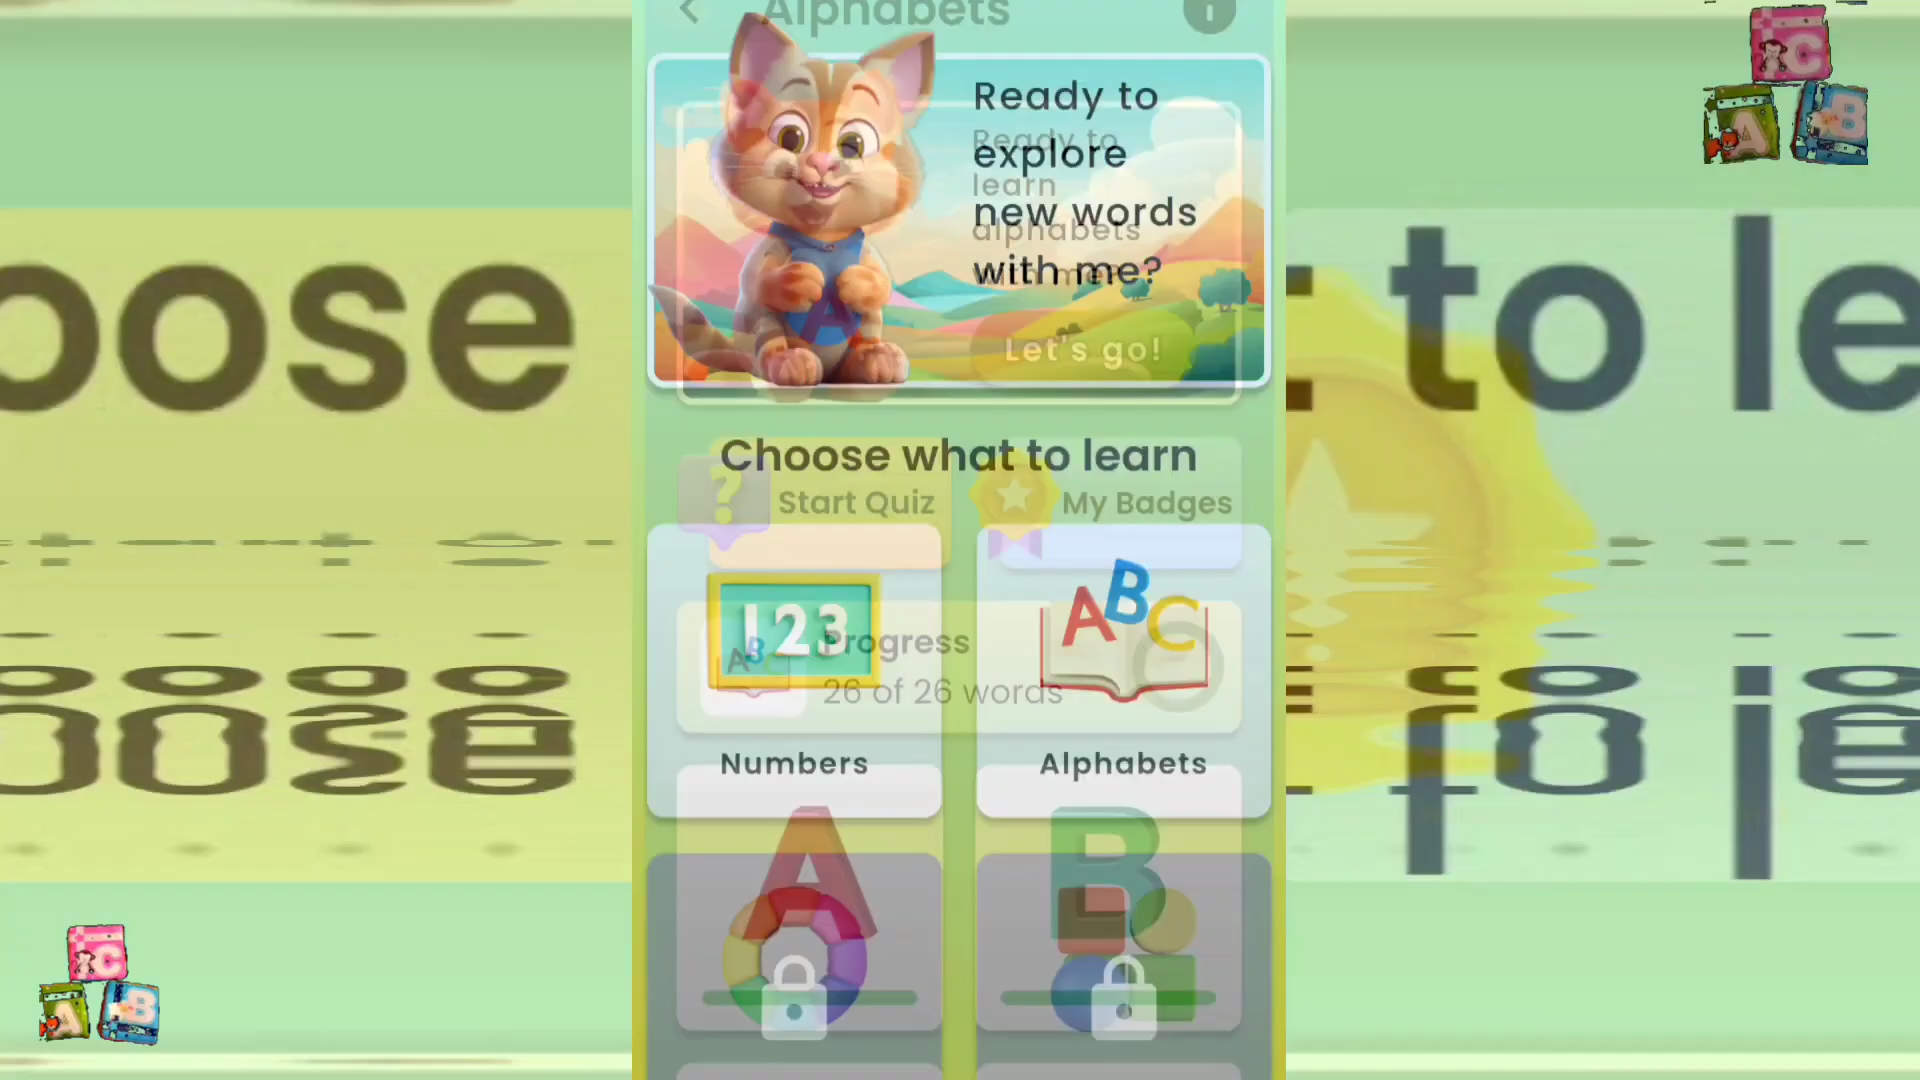 Alphabets
Ready to
explore
new words
with me?
Ready to
learn
alphabets
Let's go!
Choose what to learn
Start Quiz
My Badges
123
ABC
Progress
26 of 26 words
Numbers
Alphabets
A
B
oose
to le
C
A
B
C
A
B